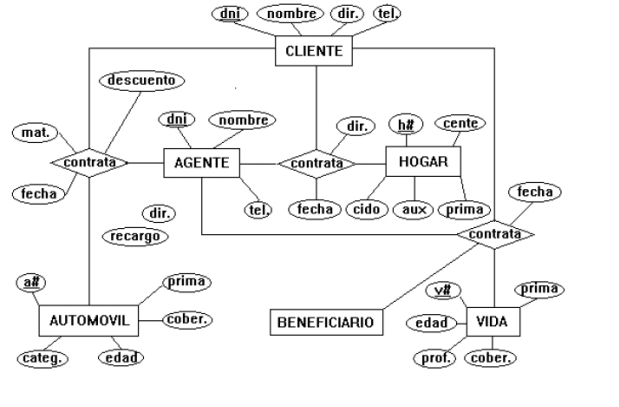 dni nombre dir. tel.
CLIENTE
descuento
dni nombre
mat.
dir. h# cente
contrata AGENTE contrata HOGAR
fecha
dir. tel, fecha cido aux prima
fecha
recargo
contrata
a# prima
v# prima
AUTOMOVIL cober.
BENEFICIARIO edad VIDA
categ. edad
prof. cober.